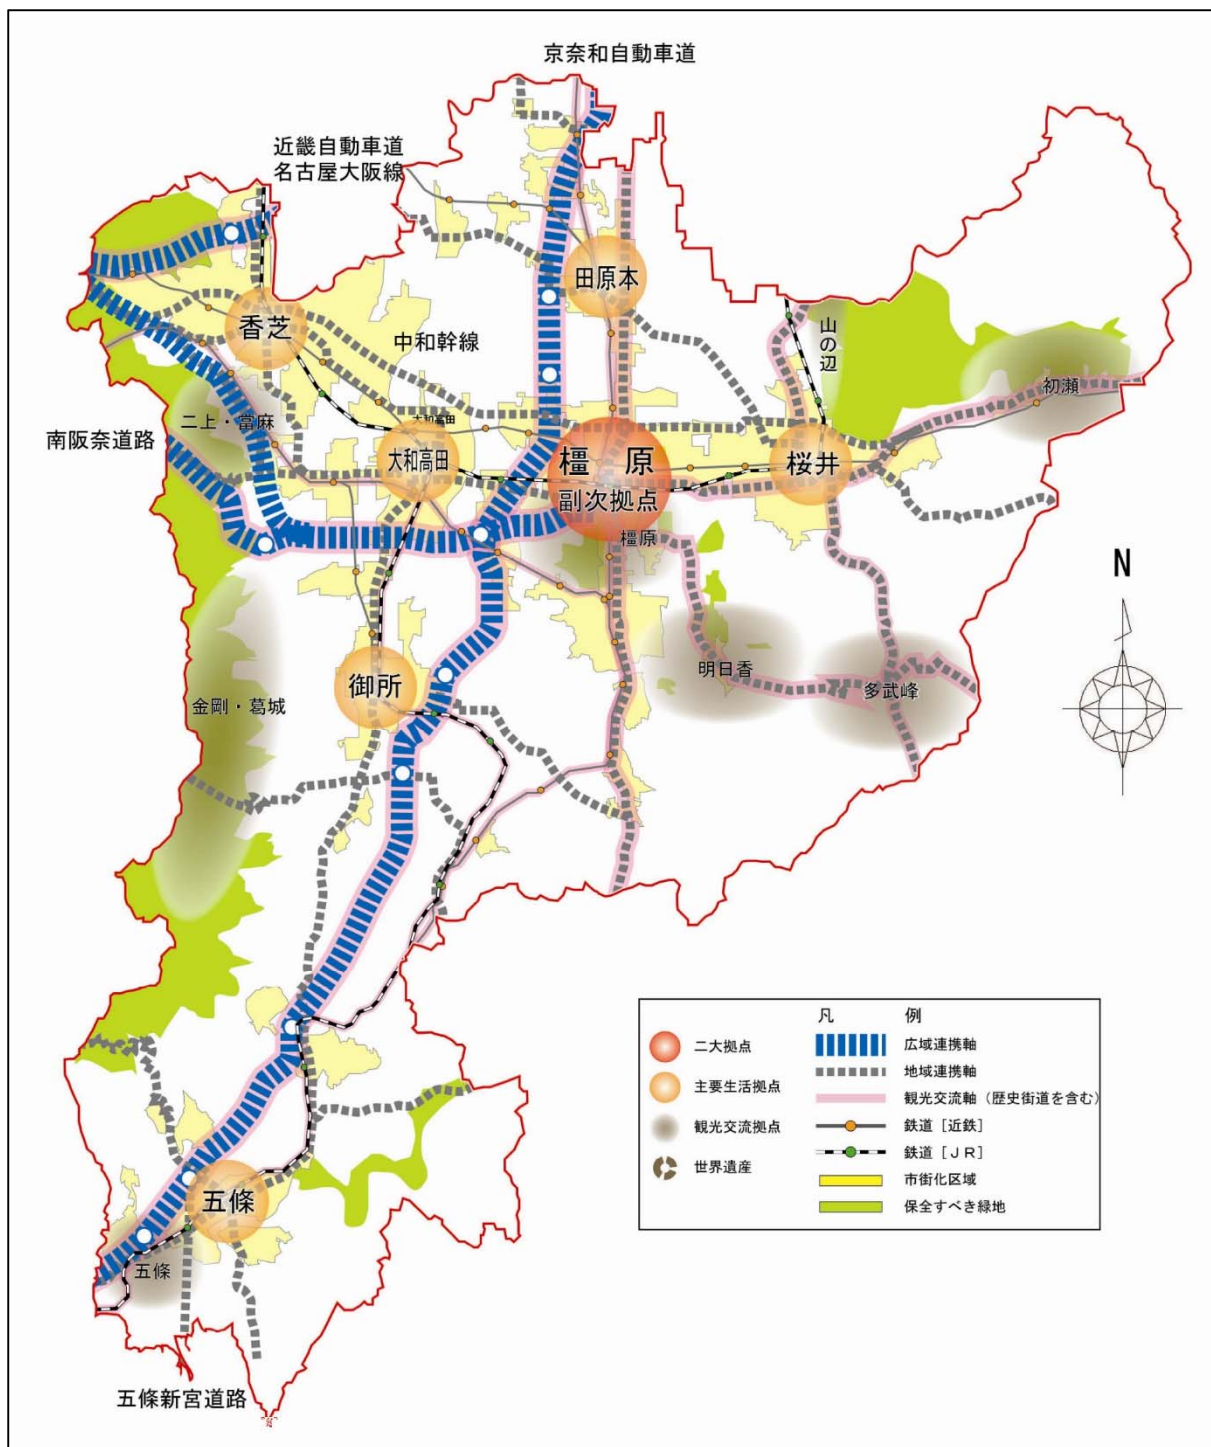 京奈和自動車道
近畿自動車道
名古屋大阪線
田原本
香芝
中和幹線
山の辺
初瀬
二上・當麻
大和高田
南阪奈道路
大和高田
橿原
副次拠点
桜井
橿原
N
明日香
御所
多武峰
金剛・葛城
凡例
二大拠点
広域連携軸
主要生活拠点
地域連携軸
観光交流軸（歴史街道を含む）
観光交流拠点
鉄道［近鉄］
世界遺産
鉄道［ＪＲ］
市街化区域
保全すべき緑地
五條
五條
五條新宮道路